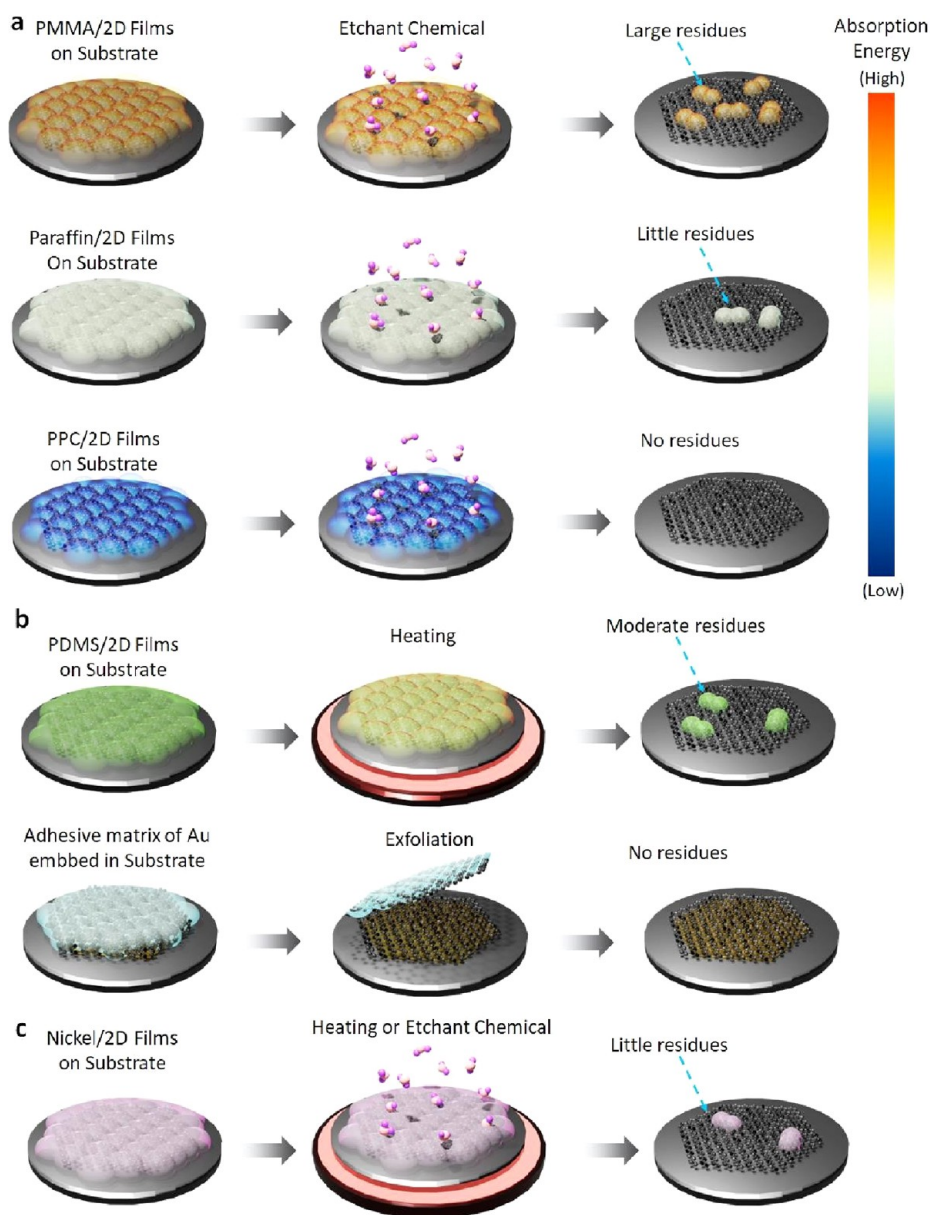 a
PMMA/2D Films
on Substrate
Etchant Chemical
Large residues
Absorption
Energy
(High)
Paraffin/2D Films
On Substrate
Little residues
PPC/2D Films
on Substrate
No residues
(Low)
b
PDMS/2D Films
on Substrate
Heating
Moderate residues
Adhesive matrix of Au
embbed in Substrate
Exfoliation
No residues
c
Nickel/2D Films
on Substrate
Heating or Etchant Chemical
Little residues